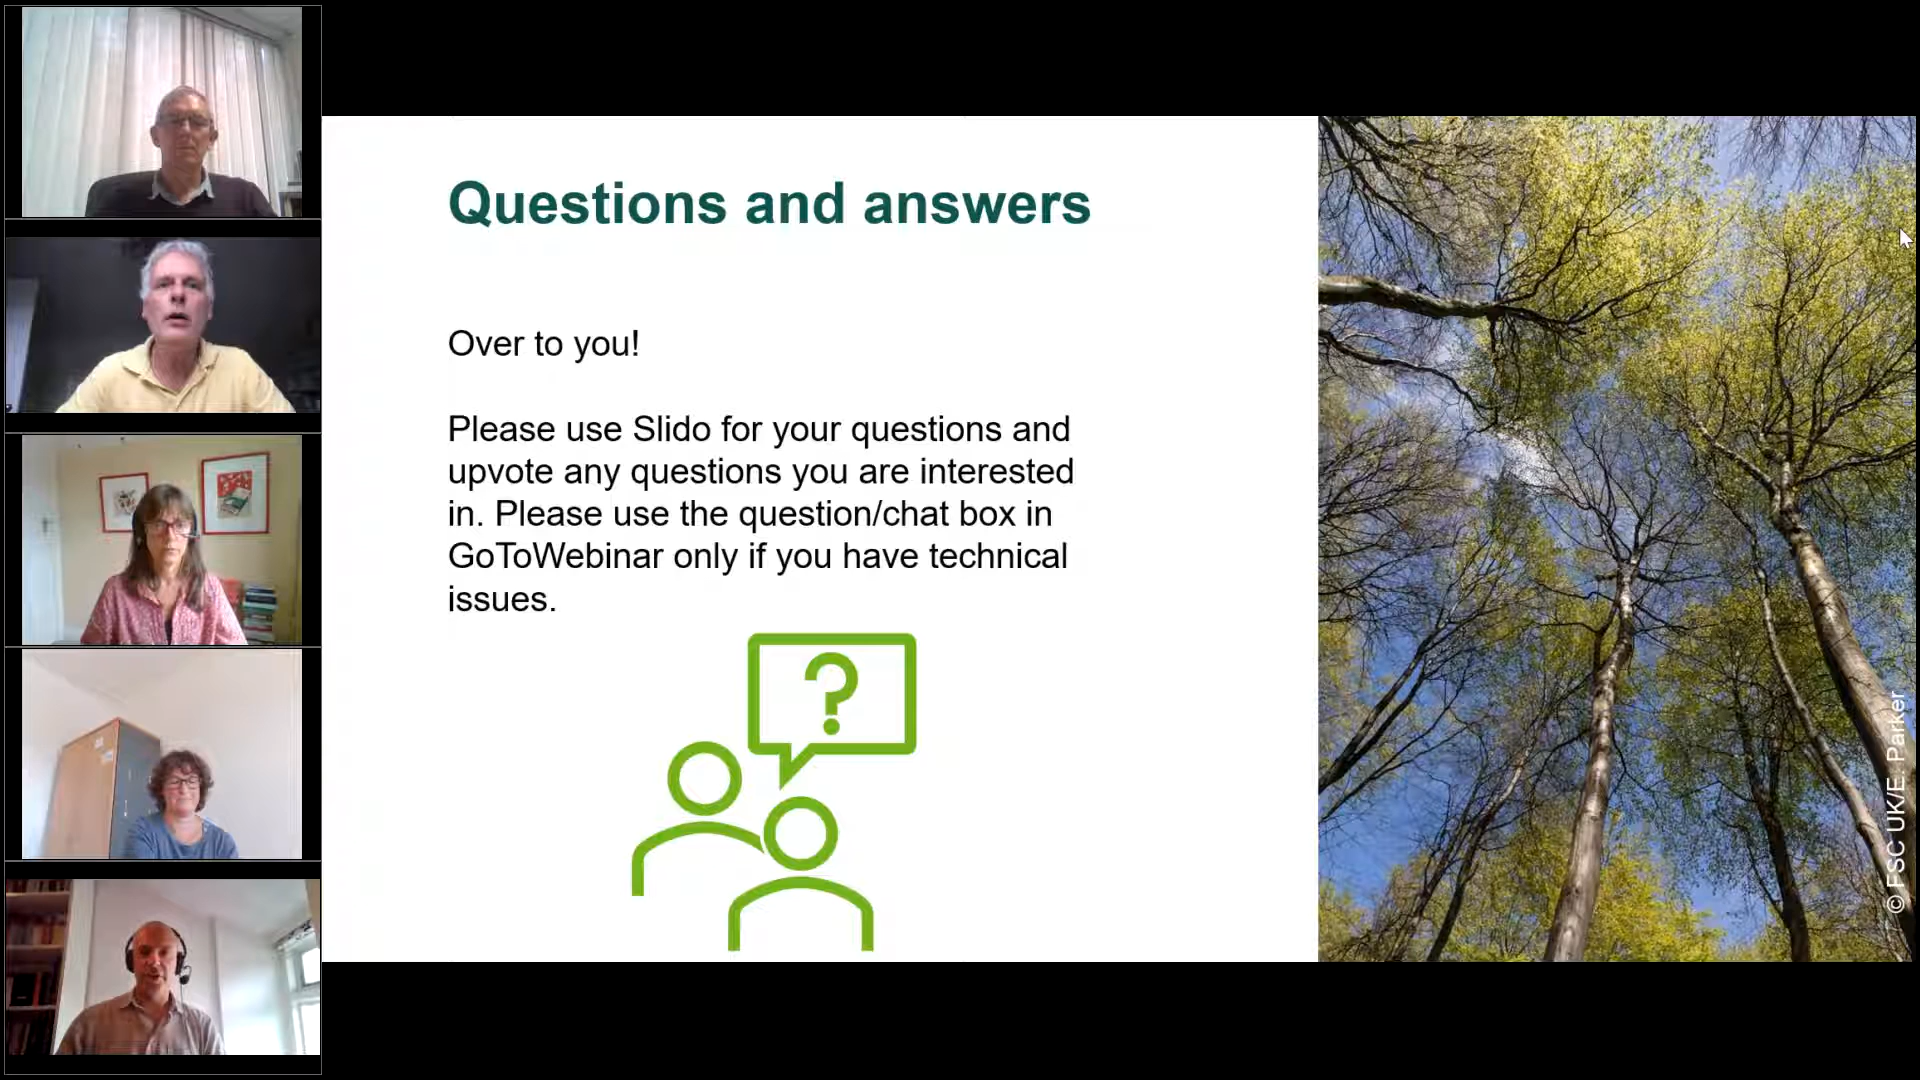 Questions and answers
Over to you!
Please use Slido for your questions and
upvote any questions you are interested
in. Please use the question/chat box in
GoToWebinar only if you have technical
issues.
?
© FSC UK/E. Parker